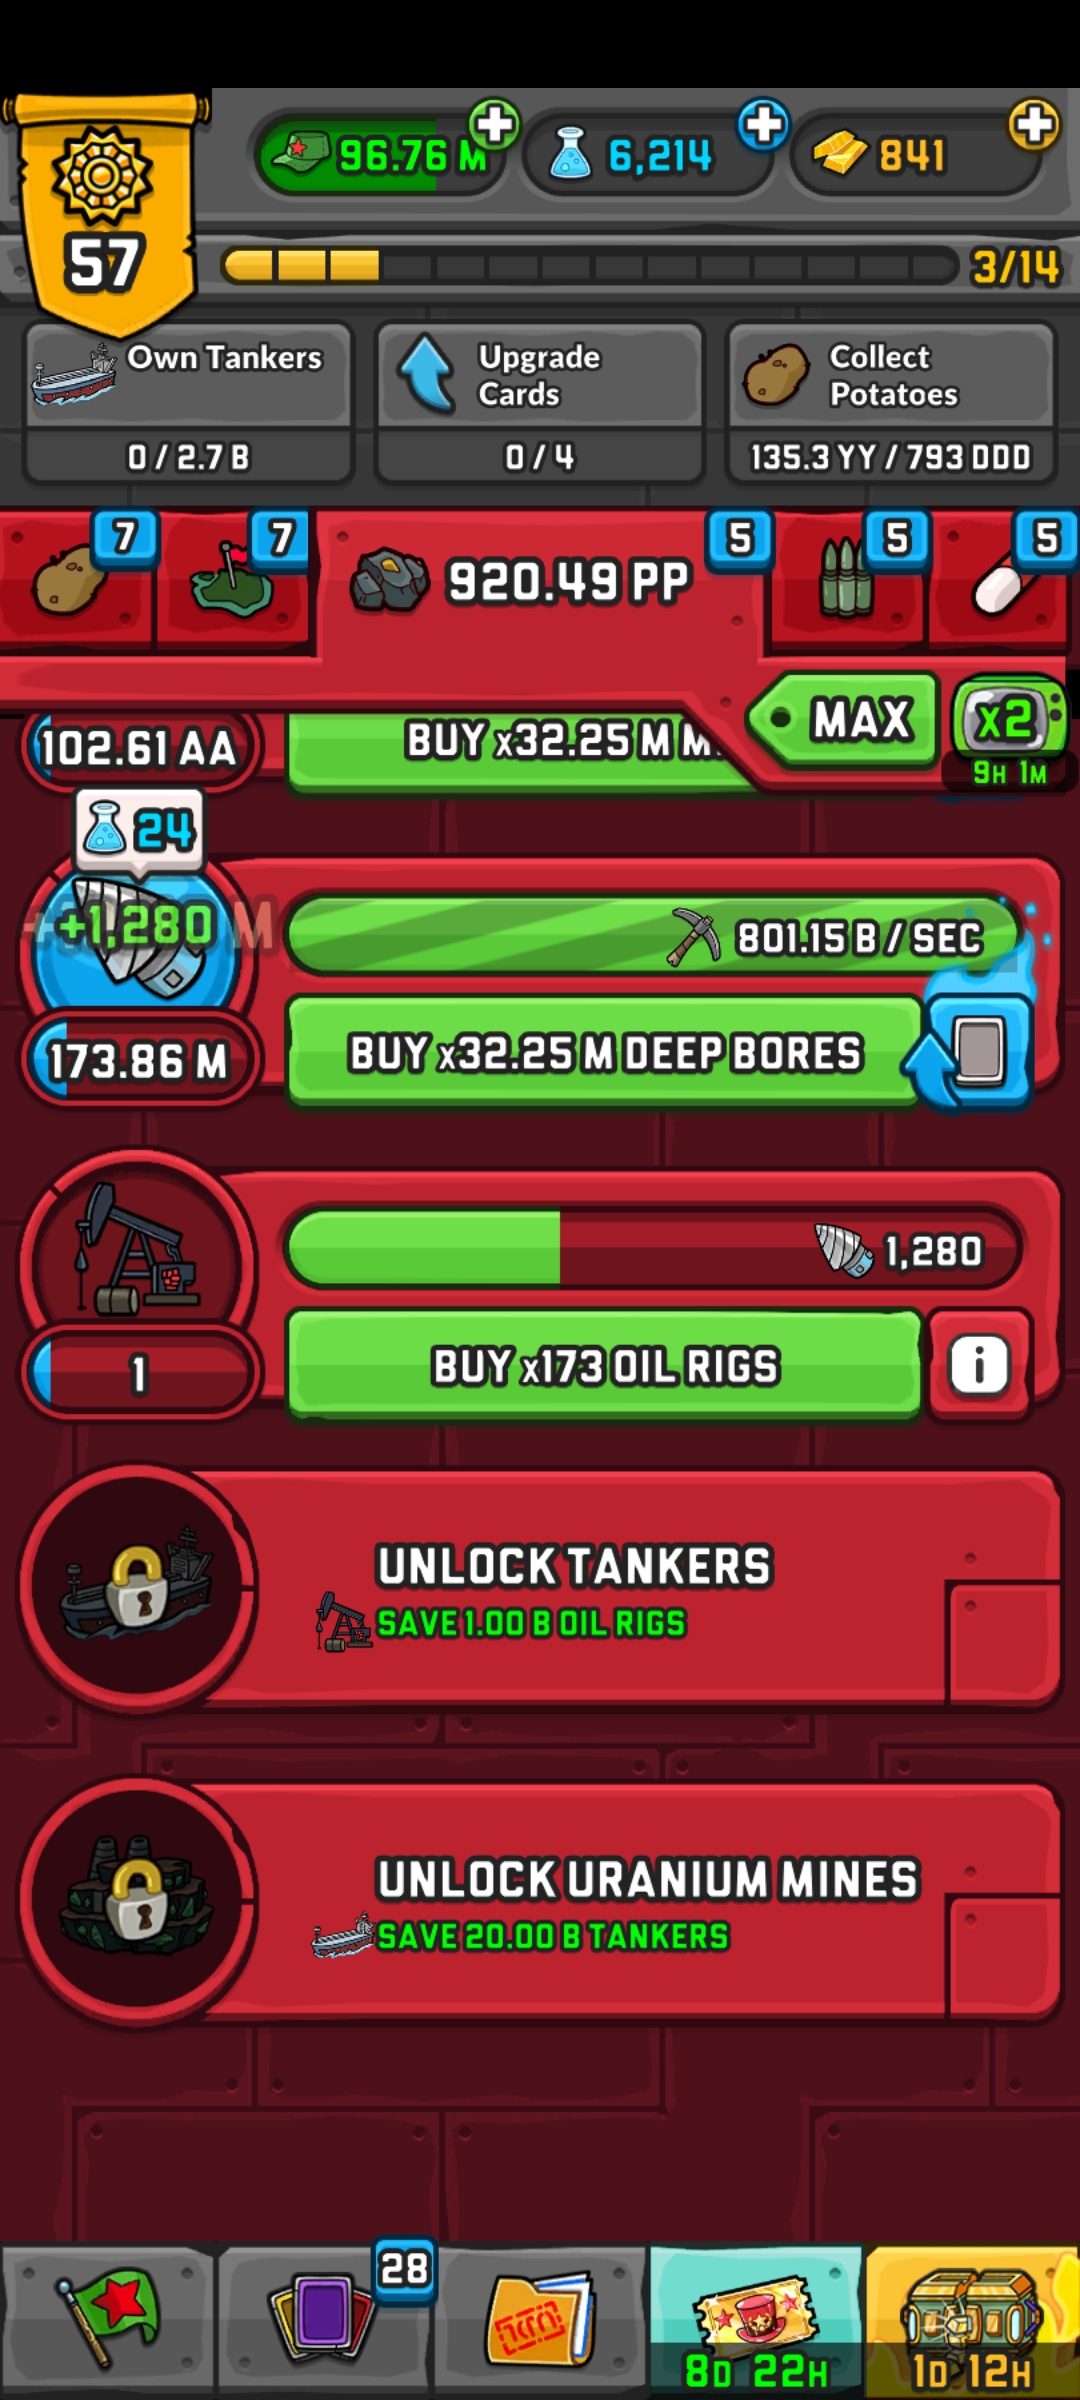 96.76 M
6,214
841
57
3/14
Own Tankers
0 / 2.7 B
Upgrade
Cards
0 / 4
Collect
Potatoes
135.3 YY / 793 DDD
7
7
920.49 PP
5
5
5
102.61 AA
BUY x32.25 M M
MAX
x2
9H 1M
24
+1,280
M
801.15 B / SEC
173.86 M
BUY x32.25 M DEEP BORES
1,280
1
BUY x173 OIL RIGS
i
UNLOCK TANKERS
SAVE 1.00 B OIL RIGS
UNLOCK URANIUM MINES
SAVE 20.00 B TANKERS
28
8D 22H
1D 12H